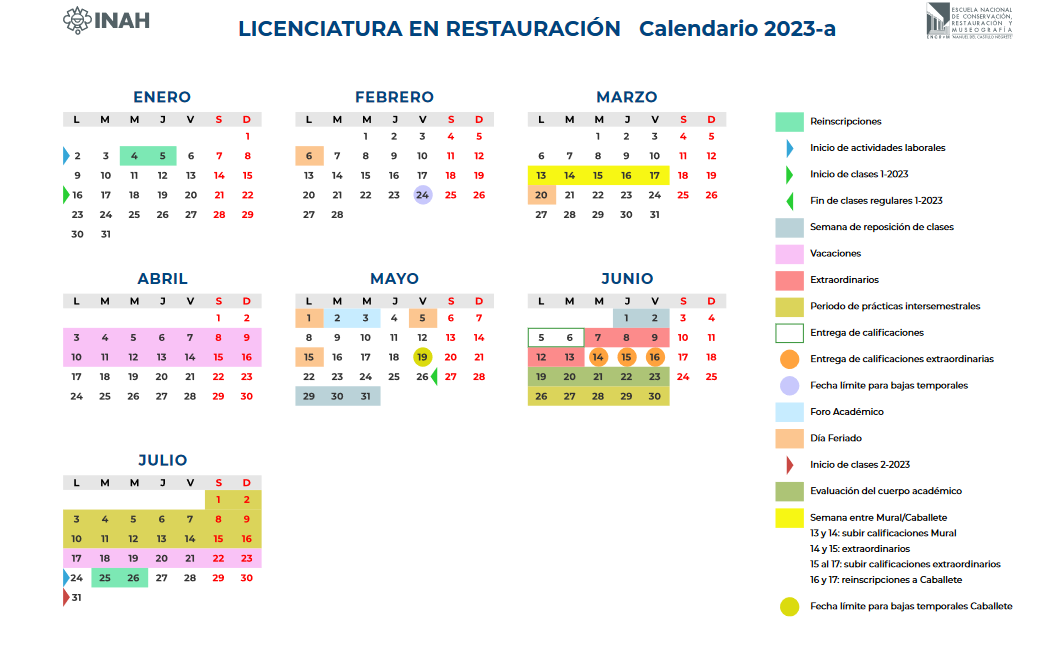 INAH
LICENCIATURA EN RESTAURACIÓN Calendario 2023-a
ESCUELA NACIONAL
DE CONSERVACIÓN,
RESTAURACIÓN Y
MUSEOGRAFÍA
ENERO
L M M J V S D
1
2 3 4 5 6 7 8
9 10 11 12 13 14 15
16 17 18 19 20 21 22
23 24 25 26 27 28 29
30 31
FEBRERO
L M M J V S D
1 2 3 4 5
6 7 8 9 10 11 12
13 14 15 16 17 18 19
20 21 22 23 24 25 26
27 28
MARZO
L M M J V S D
1 2 3 4 5
6 7 8 9 10 11 12
13 14 15 16 17 18 19
20 21 22 23 24 25 26
27 28 29 30 31
ABRIL
L M M J V S D
1 2
3 4 5 6 7 8 9
10 11 12 13 14 15 16
17 18 19 20 21 22 23
24 25 26 27 28 29 30
MAYO
L M M J V S D
1 2 3 4 5 6 7
8 9 10 11 12 13 14
15 16 17 18 19 20 21
22 23 24 25 26 27 28
29 30 31
JUNIO
L M M J V S D
1 2 3 4
5 6 7 8 9 10 11
12 13 14 15 16 17 18
19 20 21 22 23 24 25
26 27 28 29 30
JULIO
L M M J V S D
1 2
3 4 5 6 7 8 9
10 11 12 13 14 15 16
17 18 19 20 21 22 23
24 25 26 27 28 29 30
31
Reinscripciones
Inicio de actividades laborales
Inicio de clases 1-2023
Fin de clases regulares 1-2023
Semana de reposición de clases
Vacaciones
Extraordinarios
Periodo de prácticas intersemestrales
Entrega de calificaciones
Entrega de calificaciones extraordinarias
Fecha límite para bajas temporales
Foro Académico
Día Feriado
Inicio de clases 2-2023
Evaluación del cuerpo académico
Semana entre Mural/Caballete
13 y 14: subir calificaciones Mural
14 y 15: extraordinarios
15 al 17: subir calificaciones extraordinarios
16 y 17: reinscripciones a Caballete
Fecha límite para bajas temporales Caballete